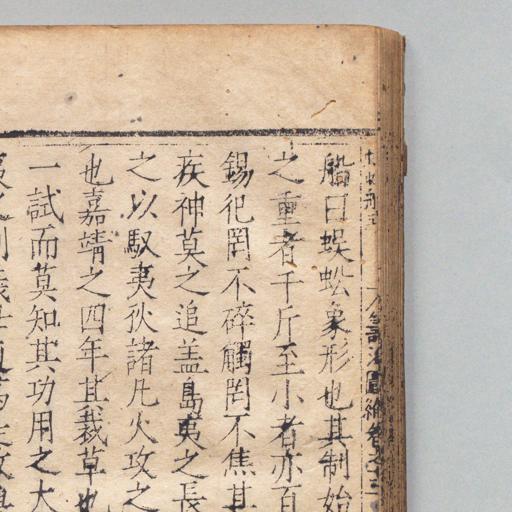 船曰蜈蚣象形也其制始
之重者千斤至小者亦百
錫祀罔不碎觸罔不焦其
疾神莫之追盖島夷之長
之以馭夷狄諸凡火攻之
也嘉靖之四年其裁革也
一試而莫知其功用之大